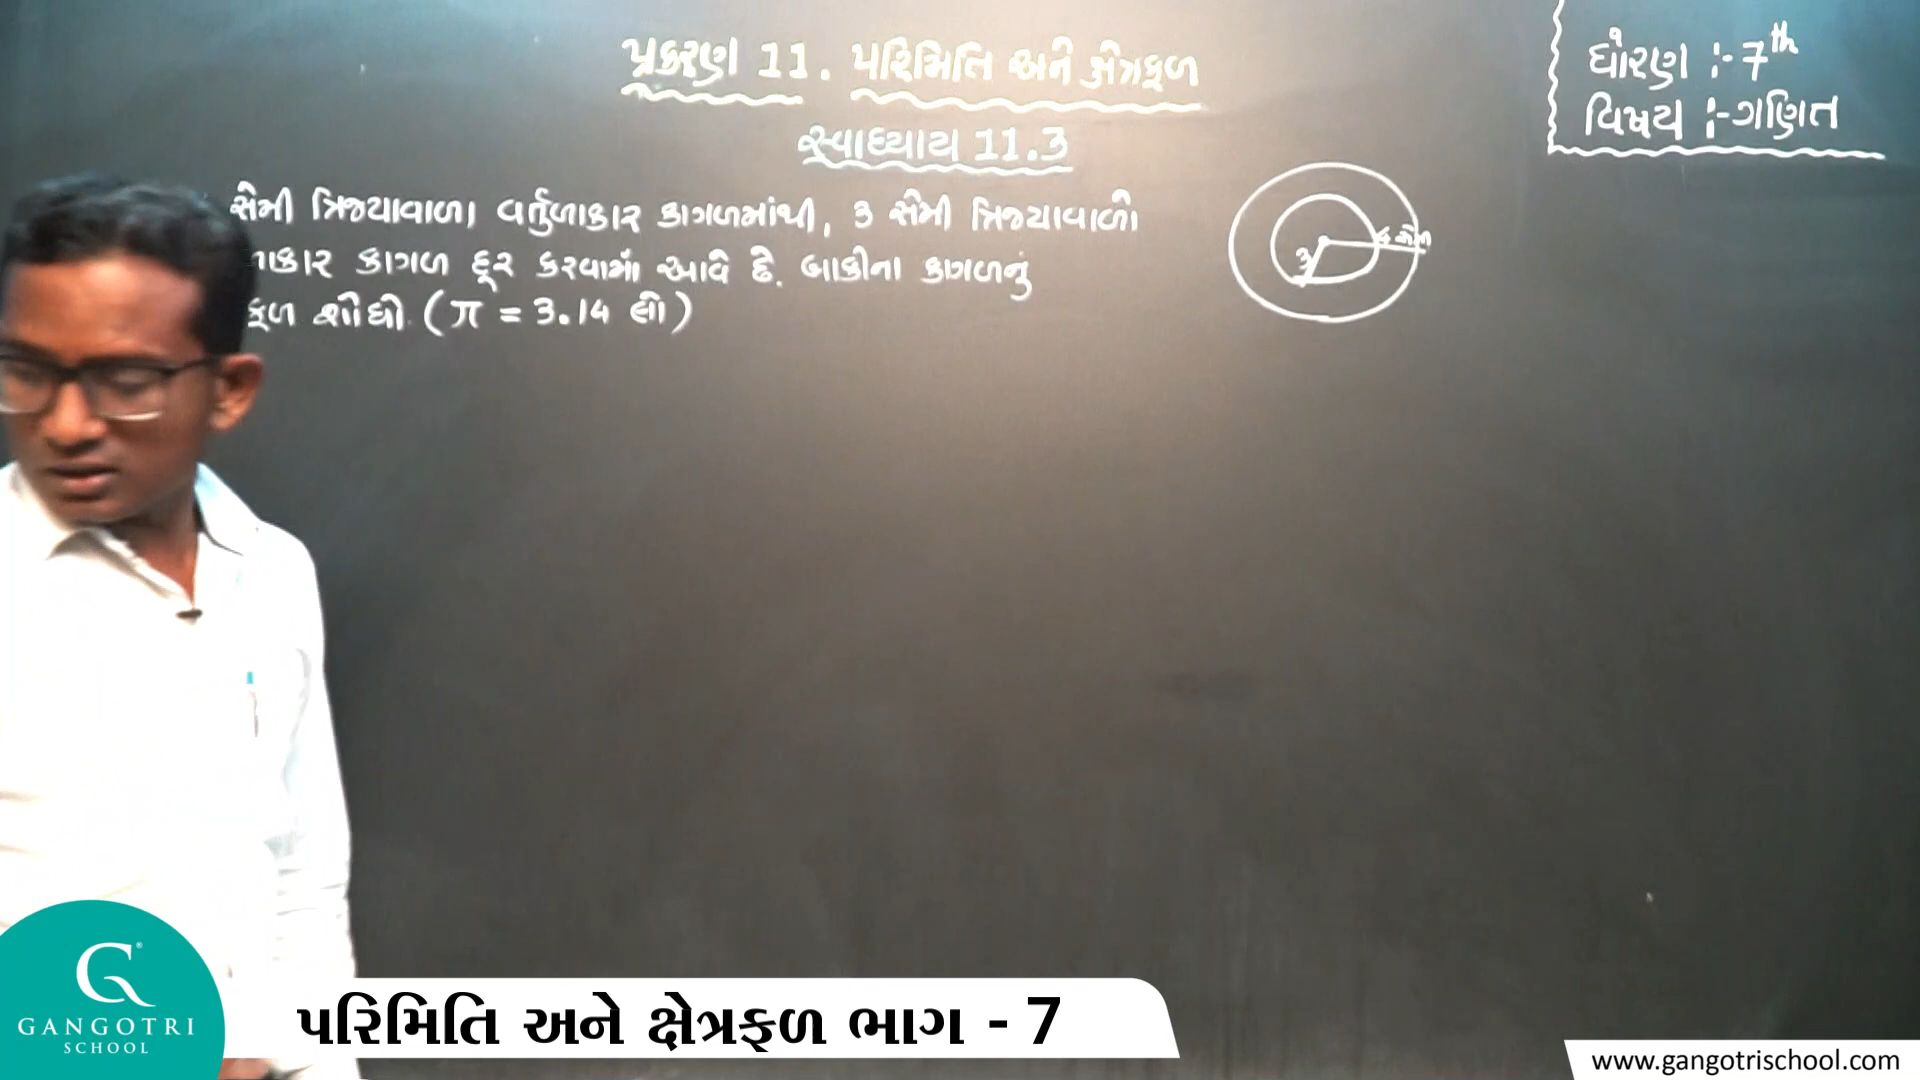 પ્રકરણ 11. પરિમિતિ અને ક્ષેત્રફળ
સ્વાધ્યાય 11.3
ધોરણ :- 7th
વિષય :- ગણિત
સેમી ત્રિજ્યાવાળા વર્તુળાકાર કાગળમાંથી, 3 સેમી ત્રિજ્યાવાળો
કાર કાગળ દૂર કરવામાં આવે છે. બાકીના કાગળનું
ફળ શોધો. (π = 3.14 લો)
3
GANGOTRI
SCHOOL
પરિમિતિ અને ક્ષેત્રફળ ભાગ - 7
www.gangotrischool.com